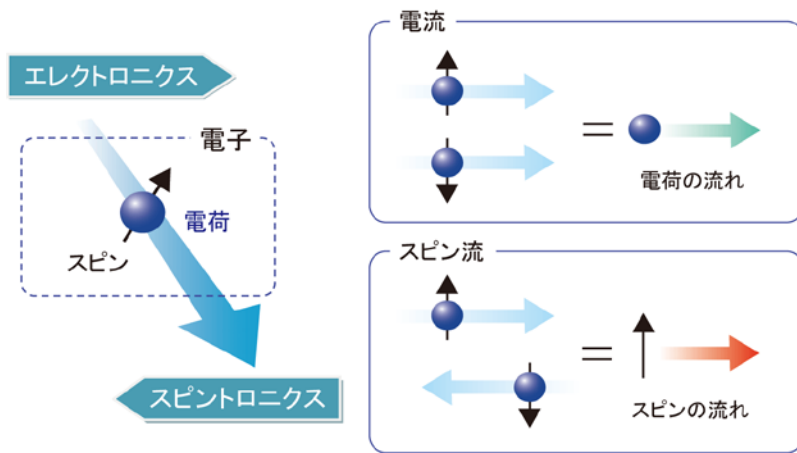 エレクトロニクス
電子
電荷
スピン
スピントロニクス
電流
=
電荷の流れ
スピン流
=
スピンの流れ